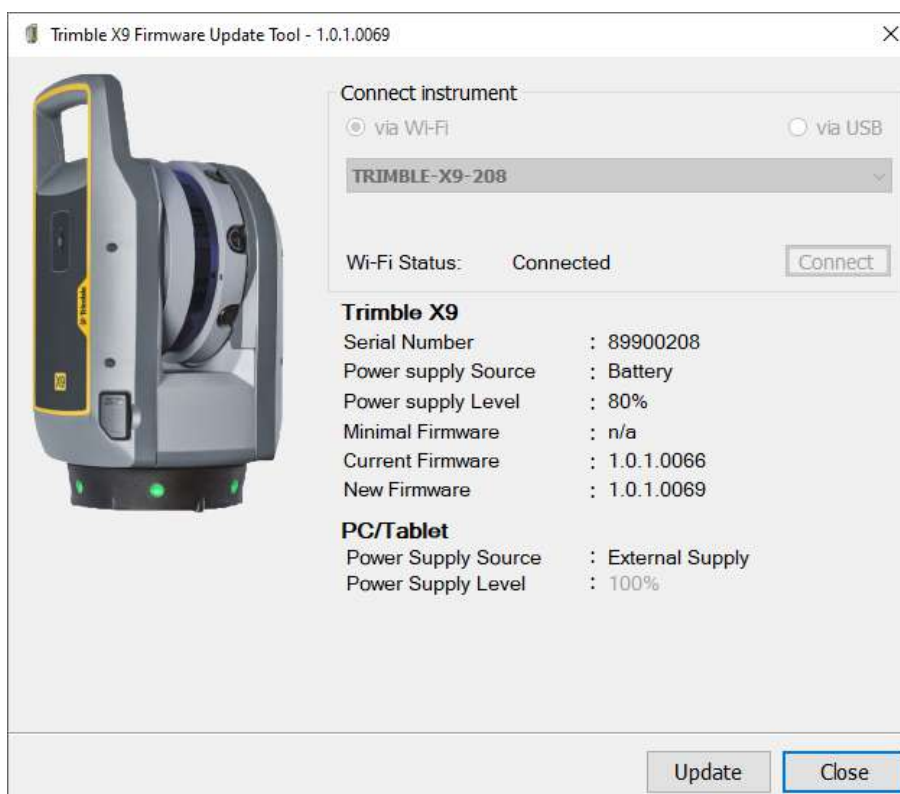 Trimble X9 Firmware Update Tool - 1.0.1.0069
Connect instrument
via Wi-Fi via USB
TRIMBLE-X9-208
Wi-Fi Status: Connected Connect
Trimble X9
Serial Number : 89900208
Power supply Source : Battery
Power supply Level : 80%
Minimal Firmware : n/a
Current Firmware : 1.0.1.0066
New Firmware : 1.0.1.0069
PC/Tablet
Power Supply Source : External Supply
Power Supply Level : 100%
Update Close
Trimble
X9